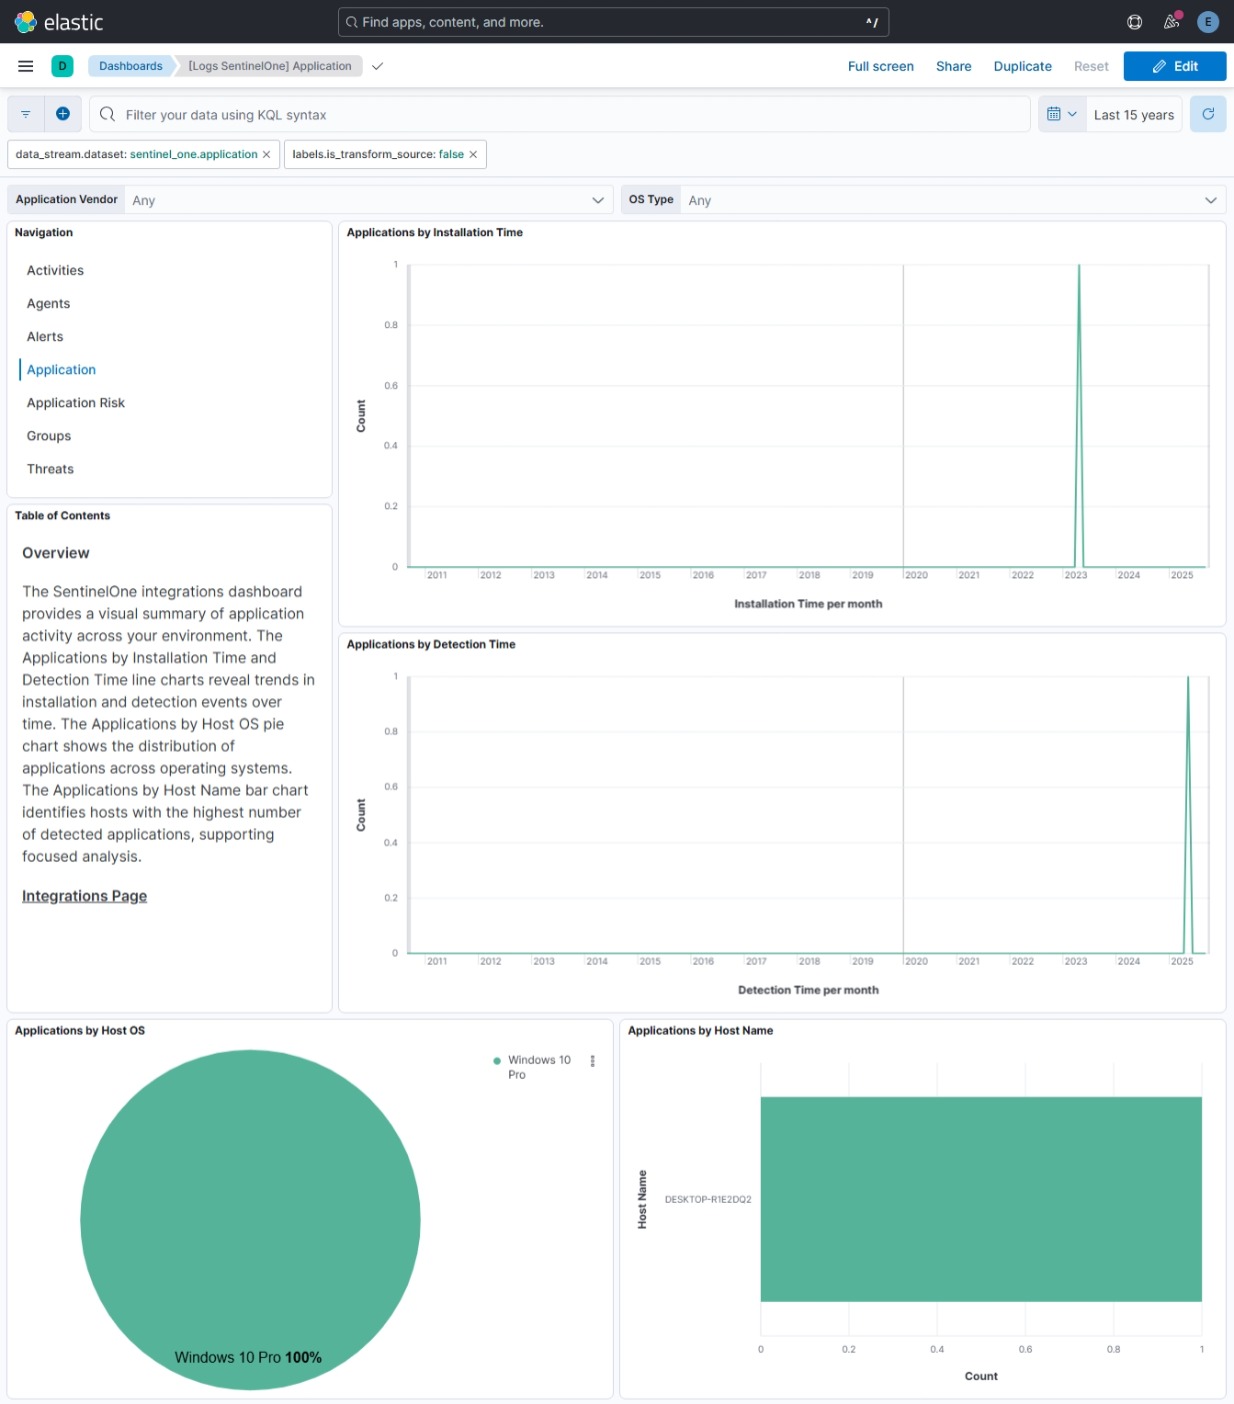 elastic
Find apps, content, and more.
^/
E
D
Dashboards
[Logs SentinelOne] Application
Full screen
Share
Duplicate
Reset
Edit
Filter your data using KQL syntax
Last 15 years
data_stream.dataset: sentinel_one.application ×
labels.is_transform_source: false ×
Application Vendor
Any
OS Type
Any
Navigation
Activities
Agents
Alerts
Application
Application Risk
Groups
Threats
Table of Contents
Overview
The SentinelOne integrations dashboard
provides a visual summary of application
activity across your environment. The
Applications by Installation Time and
Detection Time line charts reveal trends in
installation and detection events over
time. The Applications by Host OS pie
chart shows the distribution of
applications across operating systems.
The Applications by Host Name bar chart
identifies hosts with the highest number
of detected applications, supporting
focused analysis.
Integrations Page
Applications by Installation Time
1
0.8
0.6
0.4
0.2
0
Count
2011 2012 2013 2014 2015 2016 2017 2018 2019 2020 2021 2022 2023 2024 2025
Installation Time per month
Applications by Detection Time
1
0.8
0.6
0.4
0.2
0
Count
2011 2012 2013 2014 2015 2016 2017 2018 2019 2020 2021 2022 2023 2024 2025
Detection Time per month
Applications by Host OS
Windows 10
Pro
Windows 10 Pro 100%
Applications by Host Name
Host Name
DESKTOP-R1E2DQ2
0 0.2 0.4 0.6 0.8 1
Count